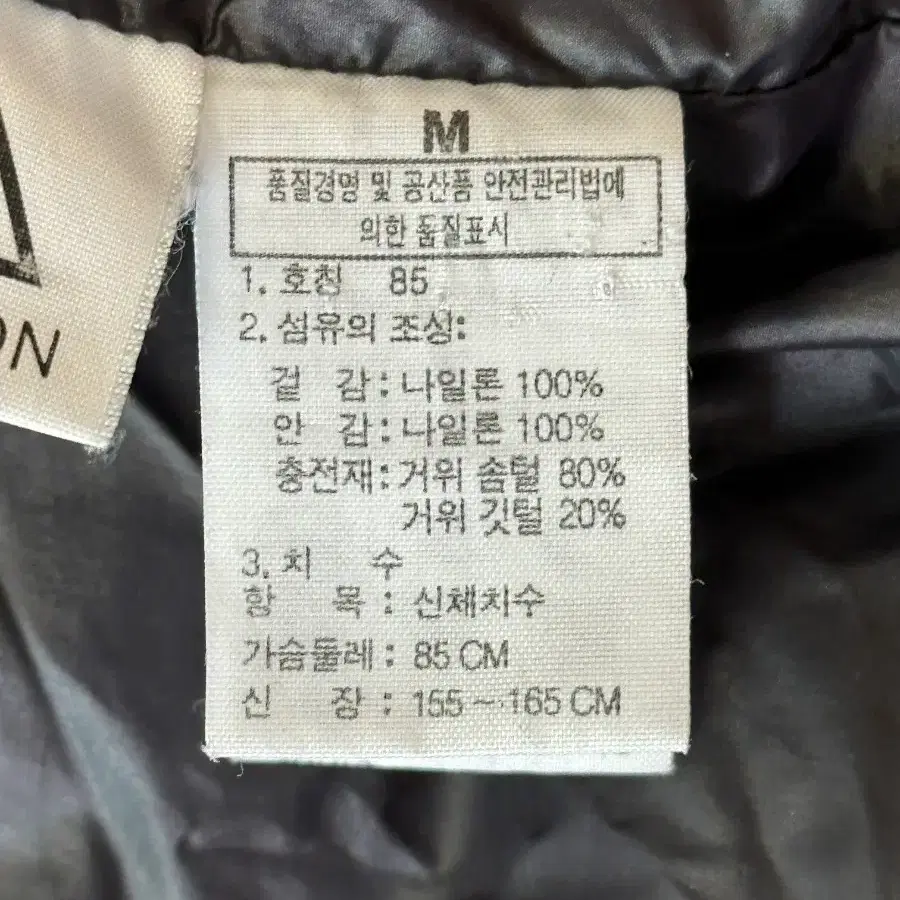 M
품질경영 및 공산품 안전관리법에
의한 품질표시
1. 호칭 85
2. 섬유의 조성:
겉 감 : 나일론 100%
안 감 : 나일론 100%
충전재 : 거위 솜털 80%
거위 깃털 20%
3. 치 수
항 목 : 신체치수
가슴둘레 : 85 CM
신 장 : 155 ~ 165 CM
ON